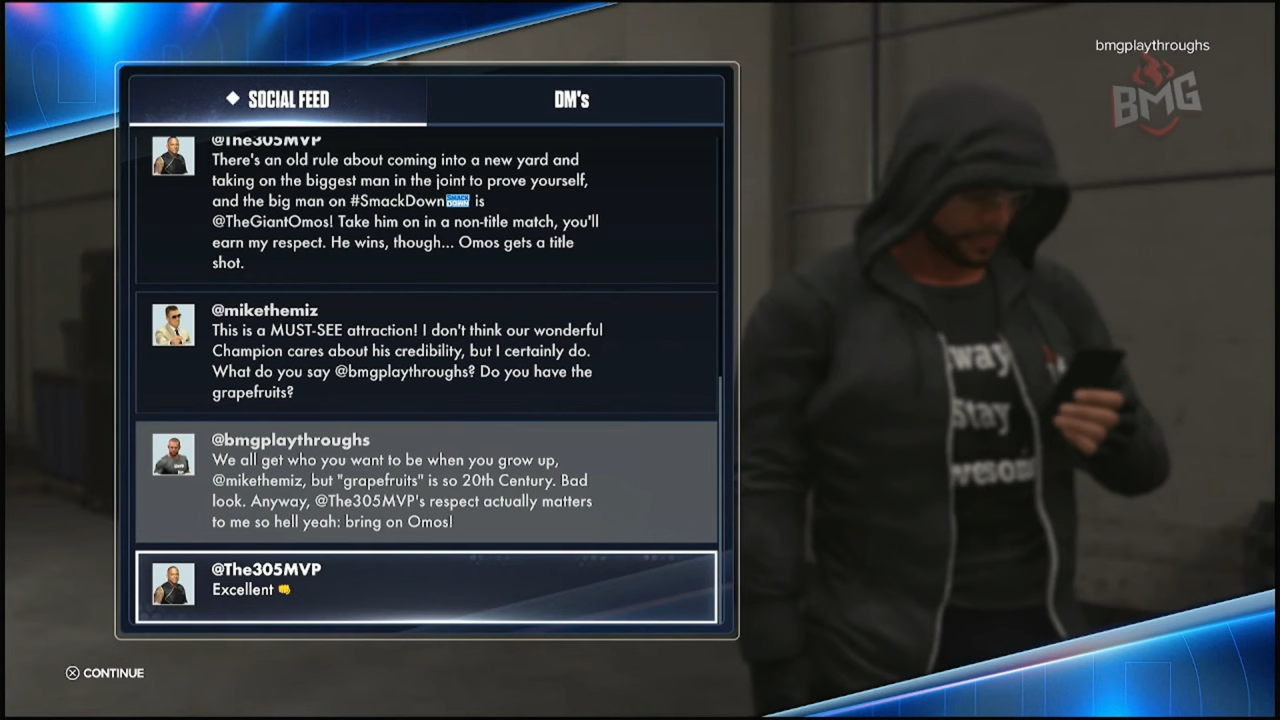 bmgplaythroughs
BMG
SOCIAL FEED
DM's
@The305MVP
There's an old rule about coming into a new yard and
taking on the biggest man in the joint to prove yourself,
and the big man on #SmackDown SMACK DOWN is
@TheGiantOmos! Take him on in a non-title match, you'll
earn my respect. He wins, though... Omos gets a title
shot.
@mikethemiz
This is a MUST-SEE attraction! I don't think our wonderful
Champion cares about his credibility, but I certainly do.
What do you say @bmgplaythroughs? Do you have the
grapefruits?
@bmgplaythroughs
We all get who you want to be when you grow up,
@mikethemiz, but "grapefruits" is so 20th Century. Bad
look. Anyway, @The305MVP's respect actually matters
to me so hell yeah: bring on Omos!
@The305MVP
Excellent 👊
Stay
CONTINUE